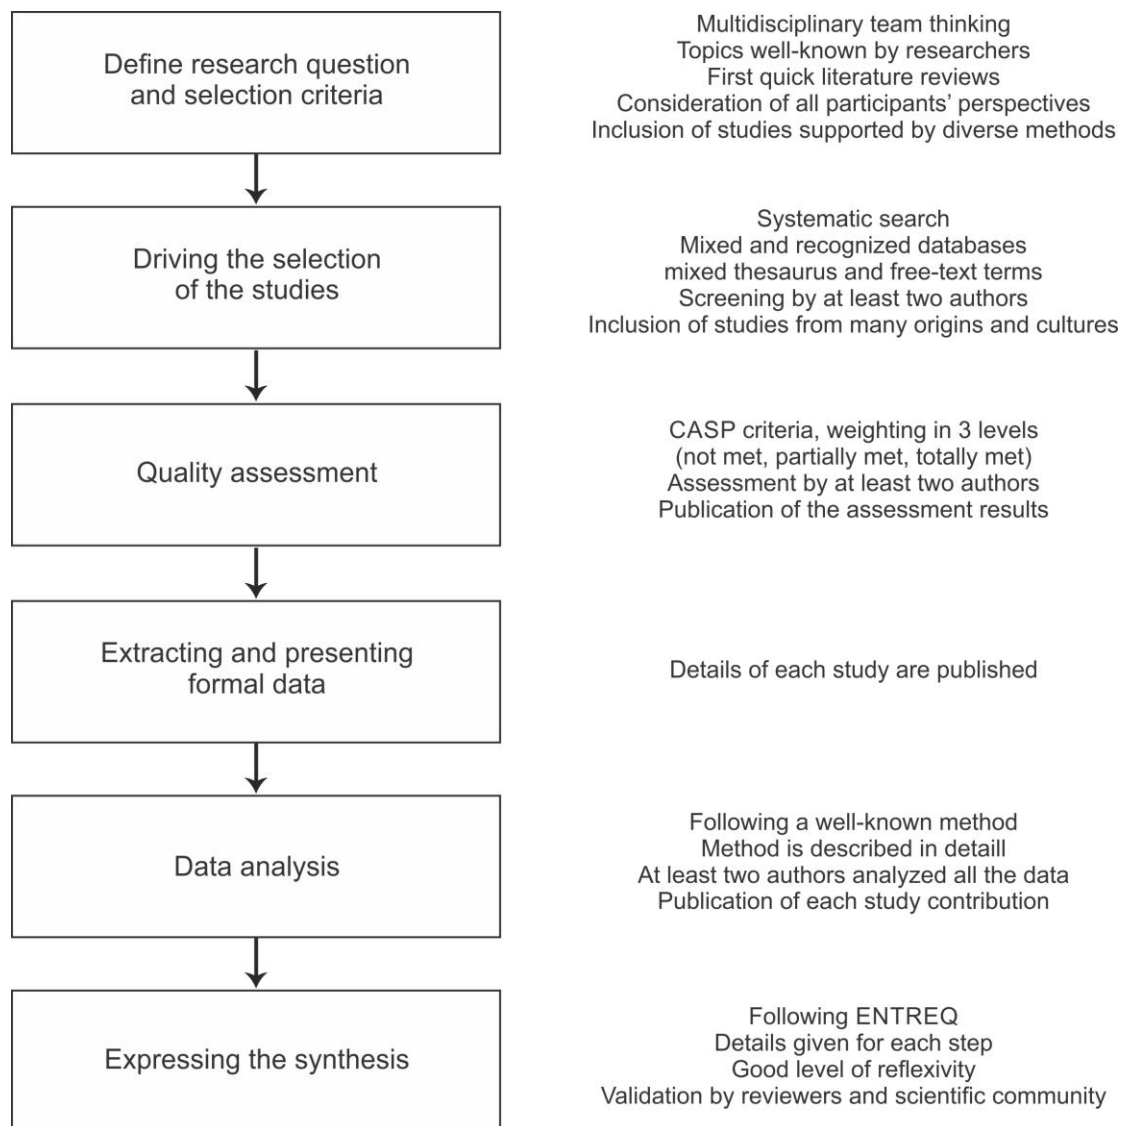 Define research question
and selection criteria
Multidisciplinary team thinking
Topics well-known by researchers
First quick literature reviews
Consideration of all participants’ perspectives
Inclusion of studies supported by diverse methods
Driving the selection
of the studies
Systematic search
Mixed and recognized databases
mixed thesaurus and free-text terms
Screening by at least two authors
Inclusion of studies from many origins and cultures
Quality assessment
CASP criteria, weighting in 3 levels
(not met, partially met, totally met)
Assessment by at least two authors
Publication of the assessment results
Extracting and presenting
formal data
Details of each study are published
Data analysis
Following a well-known method
Method is described in detaill
At least two authors analyzed all the data
Publication of each study contribution
Expressing the synthesis
Following ENTREQ
Details given for each step
Good level of reflexivity
Validation by reviewers and scientific community